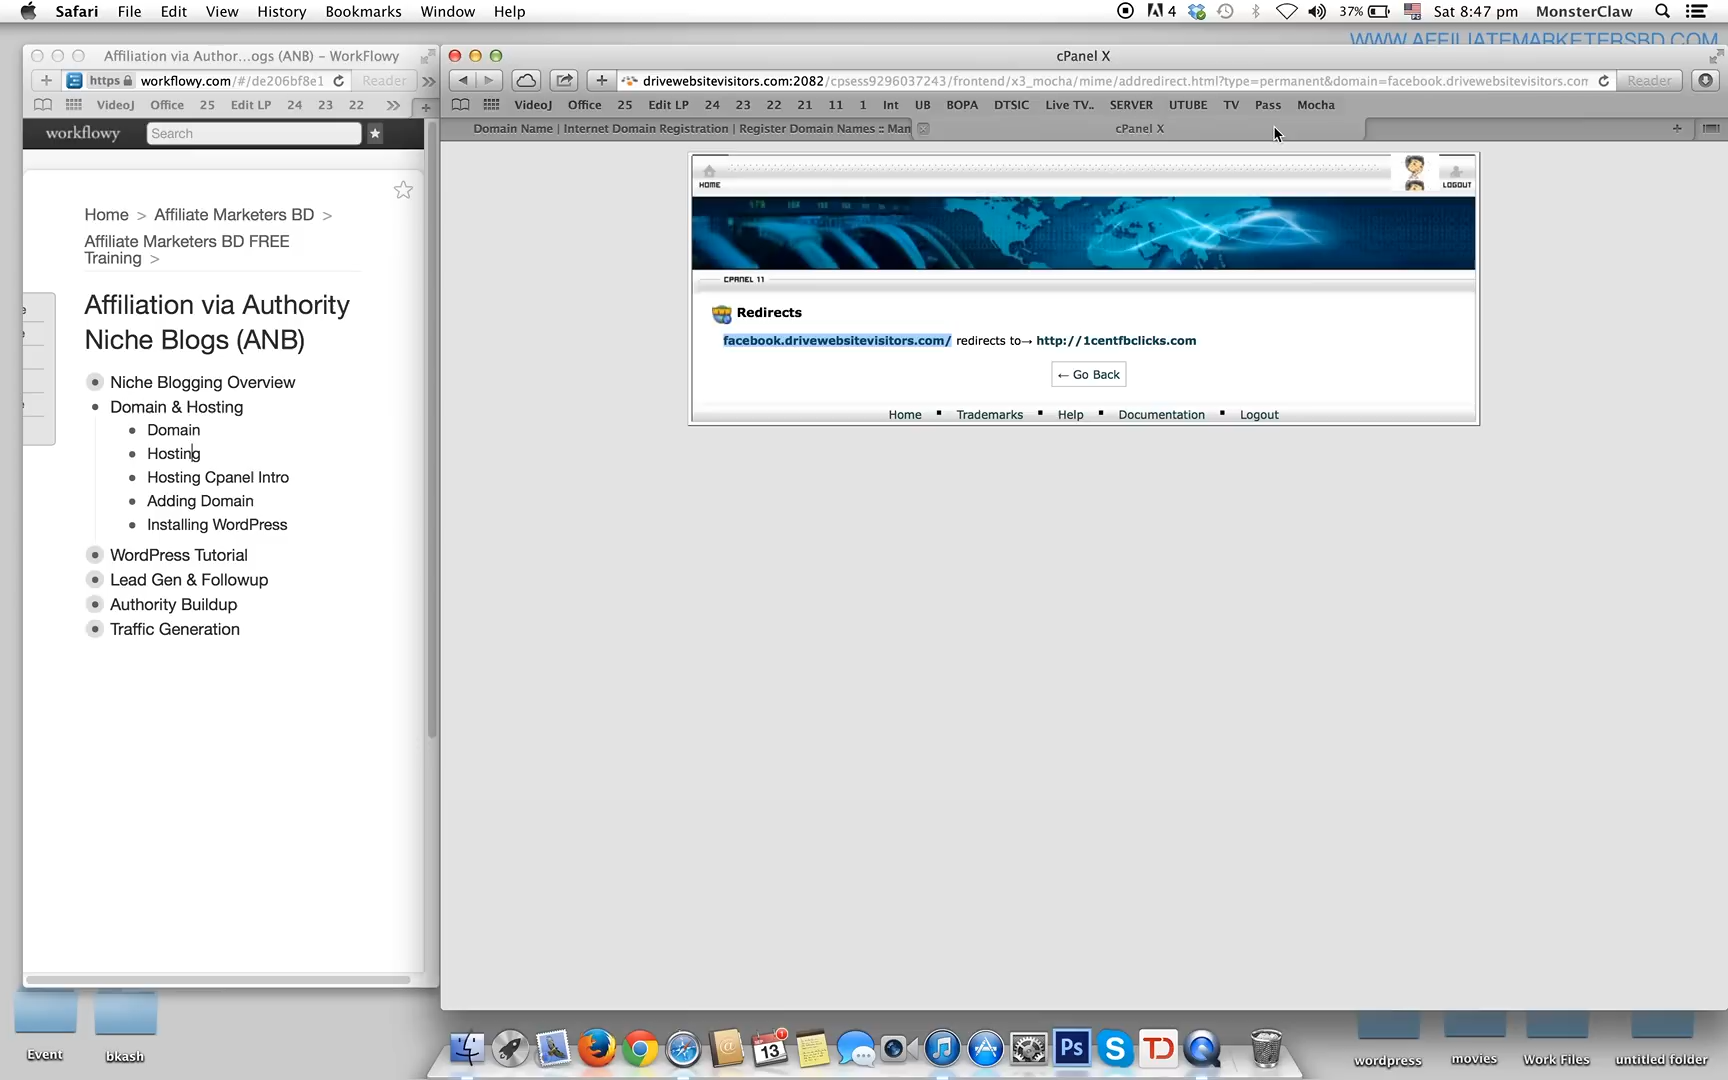 Safari File Edit View History Bookmarks Window Help 4 37% Sat 8:47 pm MonsterClaw
WWW.AFFILIATEMARKETERSBD.COM
Affiliation via Author...ogs (ANB) – WorkFlowy
https workflowy.com/#/de206bf8e1 Reader »
VideoJ Office 25 Edit LP 24 23 22 »
workflowy Search
Home > Affiliate Marketers BD >
Affiliate Marketers BD FREE
Training >
Affiliation via Authority
Niche Blogs (ANB)
Niche Blogging Overview
Domain & Hosting
Domain
Hosting
Hosting Cpanel Intro
Adding Domain
Installing WordPress
WordPress Tutorial
Lead Gen & Followup
Authority Buildup
Traffic Generation
cPanel X
drivewebsitevisitors.com:2082/cpsess9296037243/frontend/x3_mocha/mime/addredirect.html?type=permanent&domain=facebook.drivewebsitevisitors.com Reader
VideoJ Office 25 Edit LP 24 23 22 21 11 1 Int UB BOPA DTSIC Live TV.. SERVER UTUBE TV Pass Mocha
Domain Name | Internet Domain Registration | Register Domain Names :: Man cPanel X
HOME LOGOUT
CPANEL 11
Redirects
facebook.drivewebsitevisitors.com/ redirects to→ http://1centfbclicks.com
← Go Back
Home ▪ Trademarks ▪ Help ▪ Documentation ▪ Logout
Event bkash wordpress movies Work Files untitled folder
SEP 1
13
Ps
TD